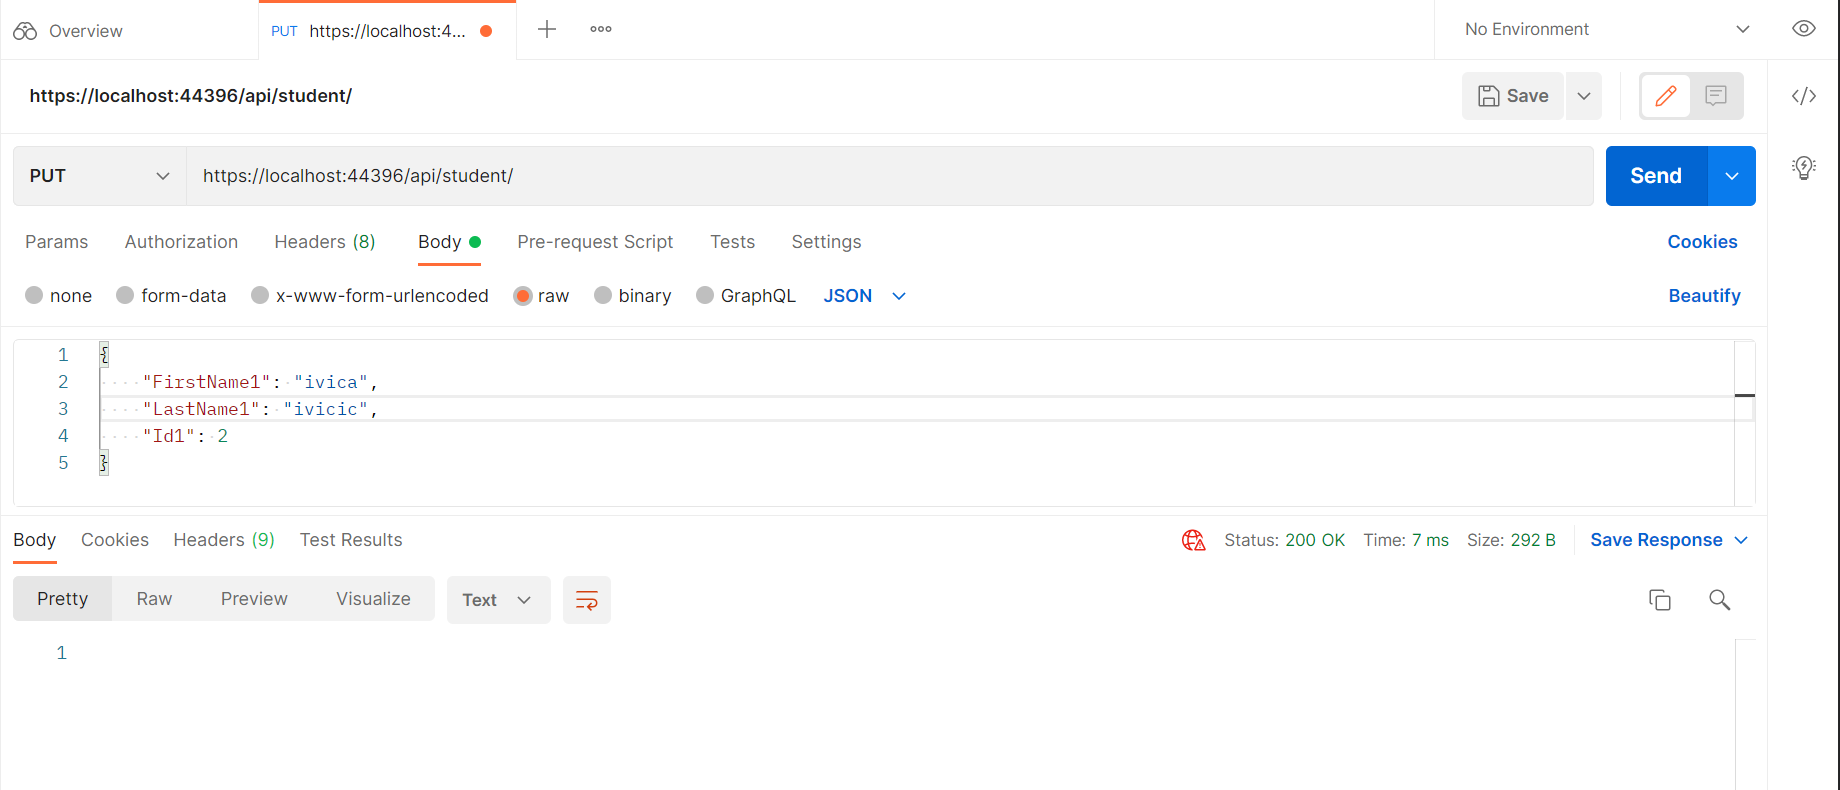 Overview
PUT https://localhost:4...
No Environment
https://localhost:44396/api/student/
Save
PUT
https://localhost:44396/api/student/
Send
Params Authorization Headers (8) Body Pre-request Script Tests Settings Cookies
none form-data x-www-form-urlencoded raw binary GraphQL JSON Beautify
1 {
2 "FirstName1": "ivica",
3 "LastName1": "ivicic",
4 "Id1": 2
5 }
Body Cookies Headers (9) Test Results Status: 200 OK Time: 7 ms Size: 292 B Save Response
Pretty Raw Preview Visualize Text
1